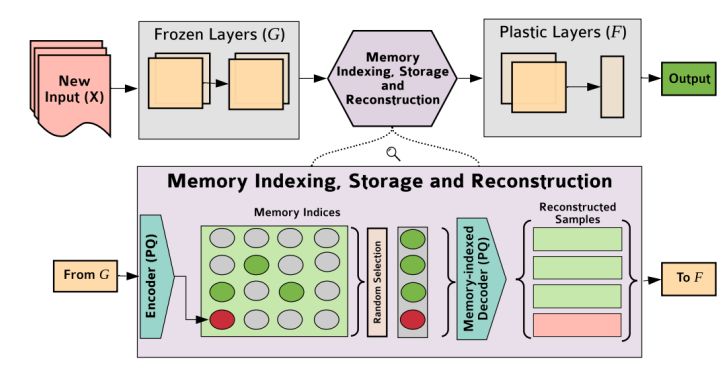 New
Input (X)
Frozen Layers (G)
Memory
Indexing, Storage
and
Reconstruction
Plastic Layers (F)
Output
Memory Indexing, Storage and Reconstruction
From G
Encoder (PQ)
Memory Indices
Random Selection
Memory-indexed
Decoder (PQ)
Reconstructed
Samples
To F